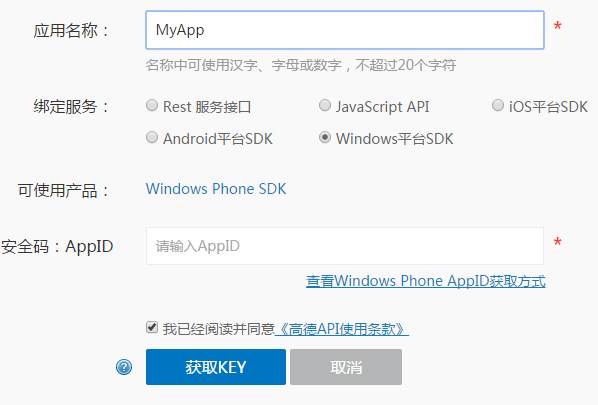 应用名称： MyApp *
名称中可使用汉字、字母或数字，不超过20个字符
绑定服务： Rest 服务接口 JavaScript API iOS平台SDK
Android平台SDK Windows平台SDK
可使用产品： Windows Phone SDK
安全码：AppID 请输入AppID *
查看Windows Phone AppID获取方式
我已经阅读并同意《高德API使用条款》
? 获取KEY 取消